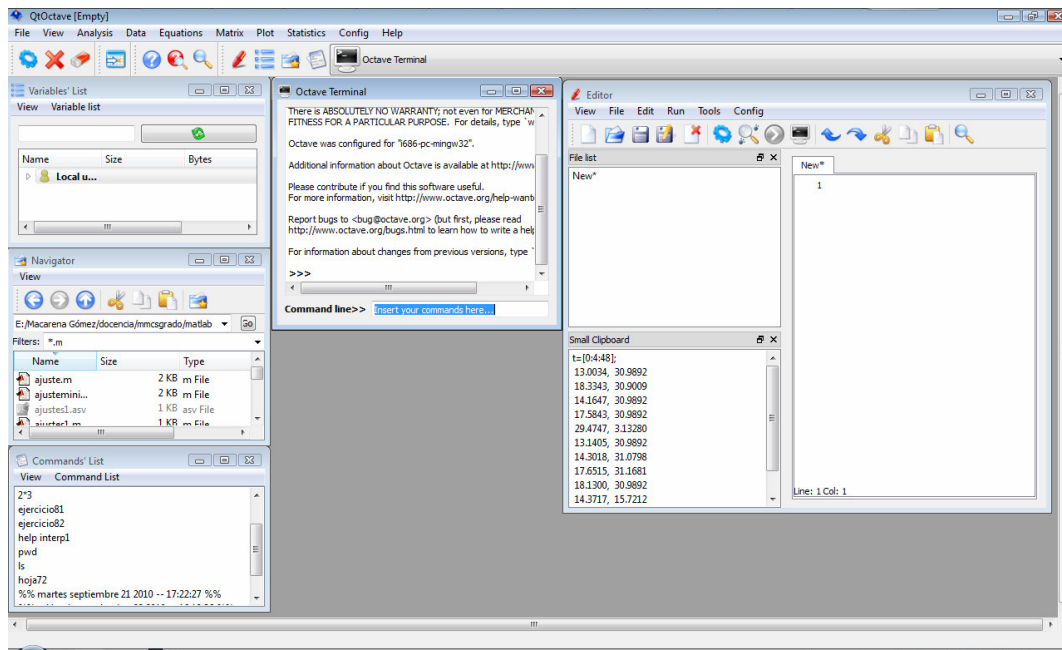 QtOctave [Empty]
File View Analysis Data Equations Matrix Plot Statistics Config Help
Octave Terminal
Variables' List
View Variable list
Name Size Bytes
Local u...
Navigator
View
E:/Macarena Gómez/docencia/mmcsgrado/matlab
Filters: *.m
Name Size Type
ajuste.m 2 KB m File
ajustemini... 2 KB m File
ajustes1.asv 1 KB asv File
ajustes1.m 1 KB m File
Commands' List
View Command List
2*3
ejercicio81
ejercicio82
help interp1
pwd
ls
hoja72
%% martes septiembre 21 2010 -- 17:22:27 %%
Octave Terminal
There is ABSOLUTELY NO WARRANTY; not even for MERCHAN
FITNESS FOR A PARTICULAR PURPOSE. For details, type `w
Octave was configured for "i686-pc-mingw32".
Additional information about Octave is available at http://www
Please contribute if you find this software useful.
For more information, visit http://www.octave.org/help-want
Report bugs to <bug@octave.org> (but first, please read
http://www.octave.org/bugs.html to learn how to write a help
For information about changes from previous versions, type `
>>>
Command line>> Insert your commands here...
Editor
View File Edit Run Tools Config
File list
New*
New*
1
Line: 1 Col: 1
Small Clipboard
t=[0:4:48];
13.0034, 30.9892
18.3343, 30.9009
14.1647, 30.9892
17.5843, 30.9892
29.4747, 3.13280
13.1405, 30.9892
14.3018, 31.0798
17.6515, 31.1681
18.1300, 30.9892
14.3717, 15.7212